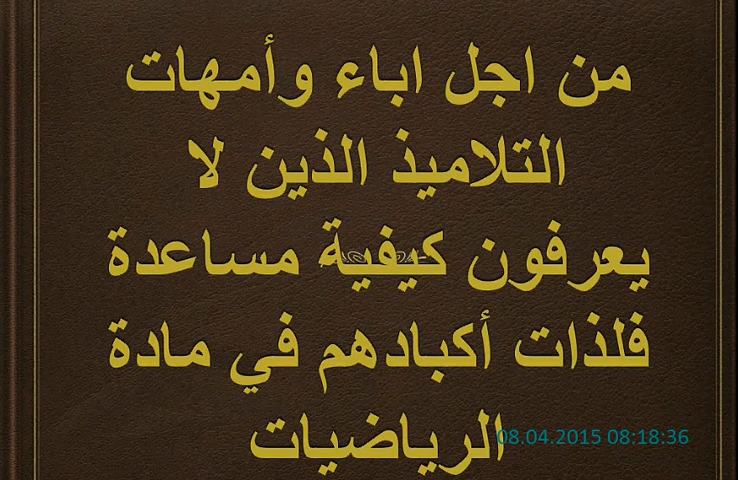 من اجل اباء وأمهات
التلاميذ الذين لا
يعرفون كيفية مساعدة
فلذات أكبادهم في مادة
الرياضيات
08.04.2015 08:18:36